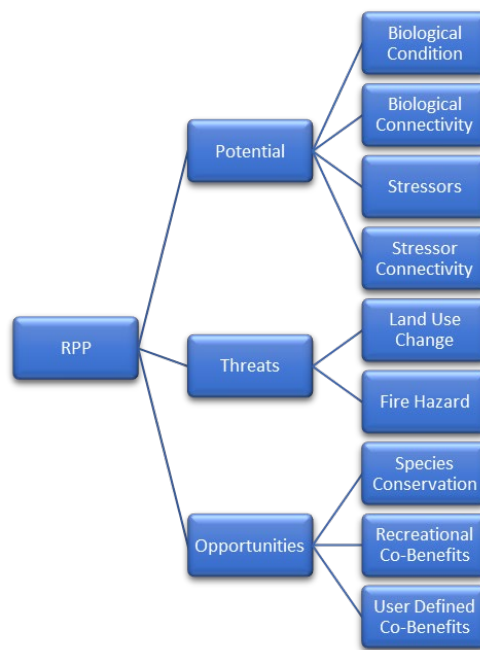 RPP
Potential
Biological
Condition
Biological
Connectivity
Stressors
Stressor
Connectivity
Threats
Land Use
Change
Fire Hazard
Opportunities
Species
Conservation
Recreational
Co-Benefits
User Defined
Co-Benefits